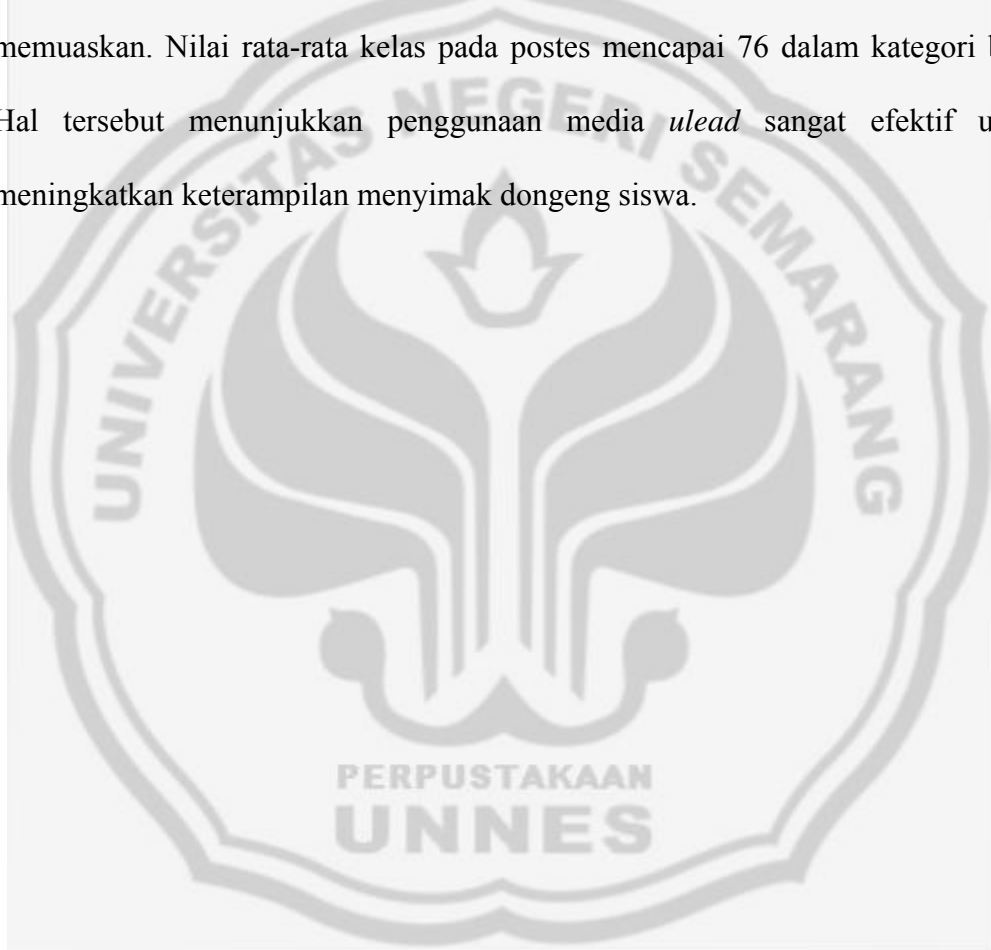 memuaskan. Nilai rata-rata kelas pada postes mencapai 76 dalam kategori
Hal tersebut menunjukkan penggunaan media ulead sangat efektif
meningkatkan keterampilan menyimak dongeng siswa.
UNIVERSITAS NEGERI SEMARANG
PERPUSTAKAAN
UNNES